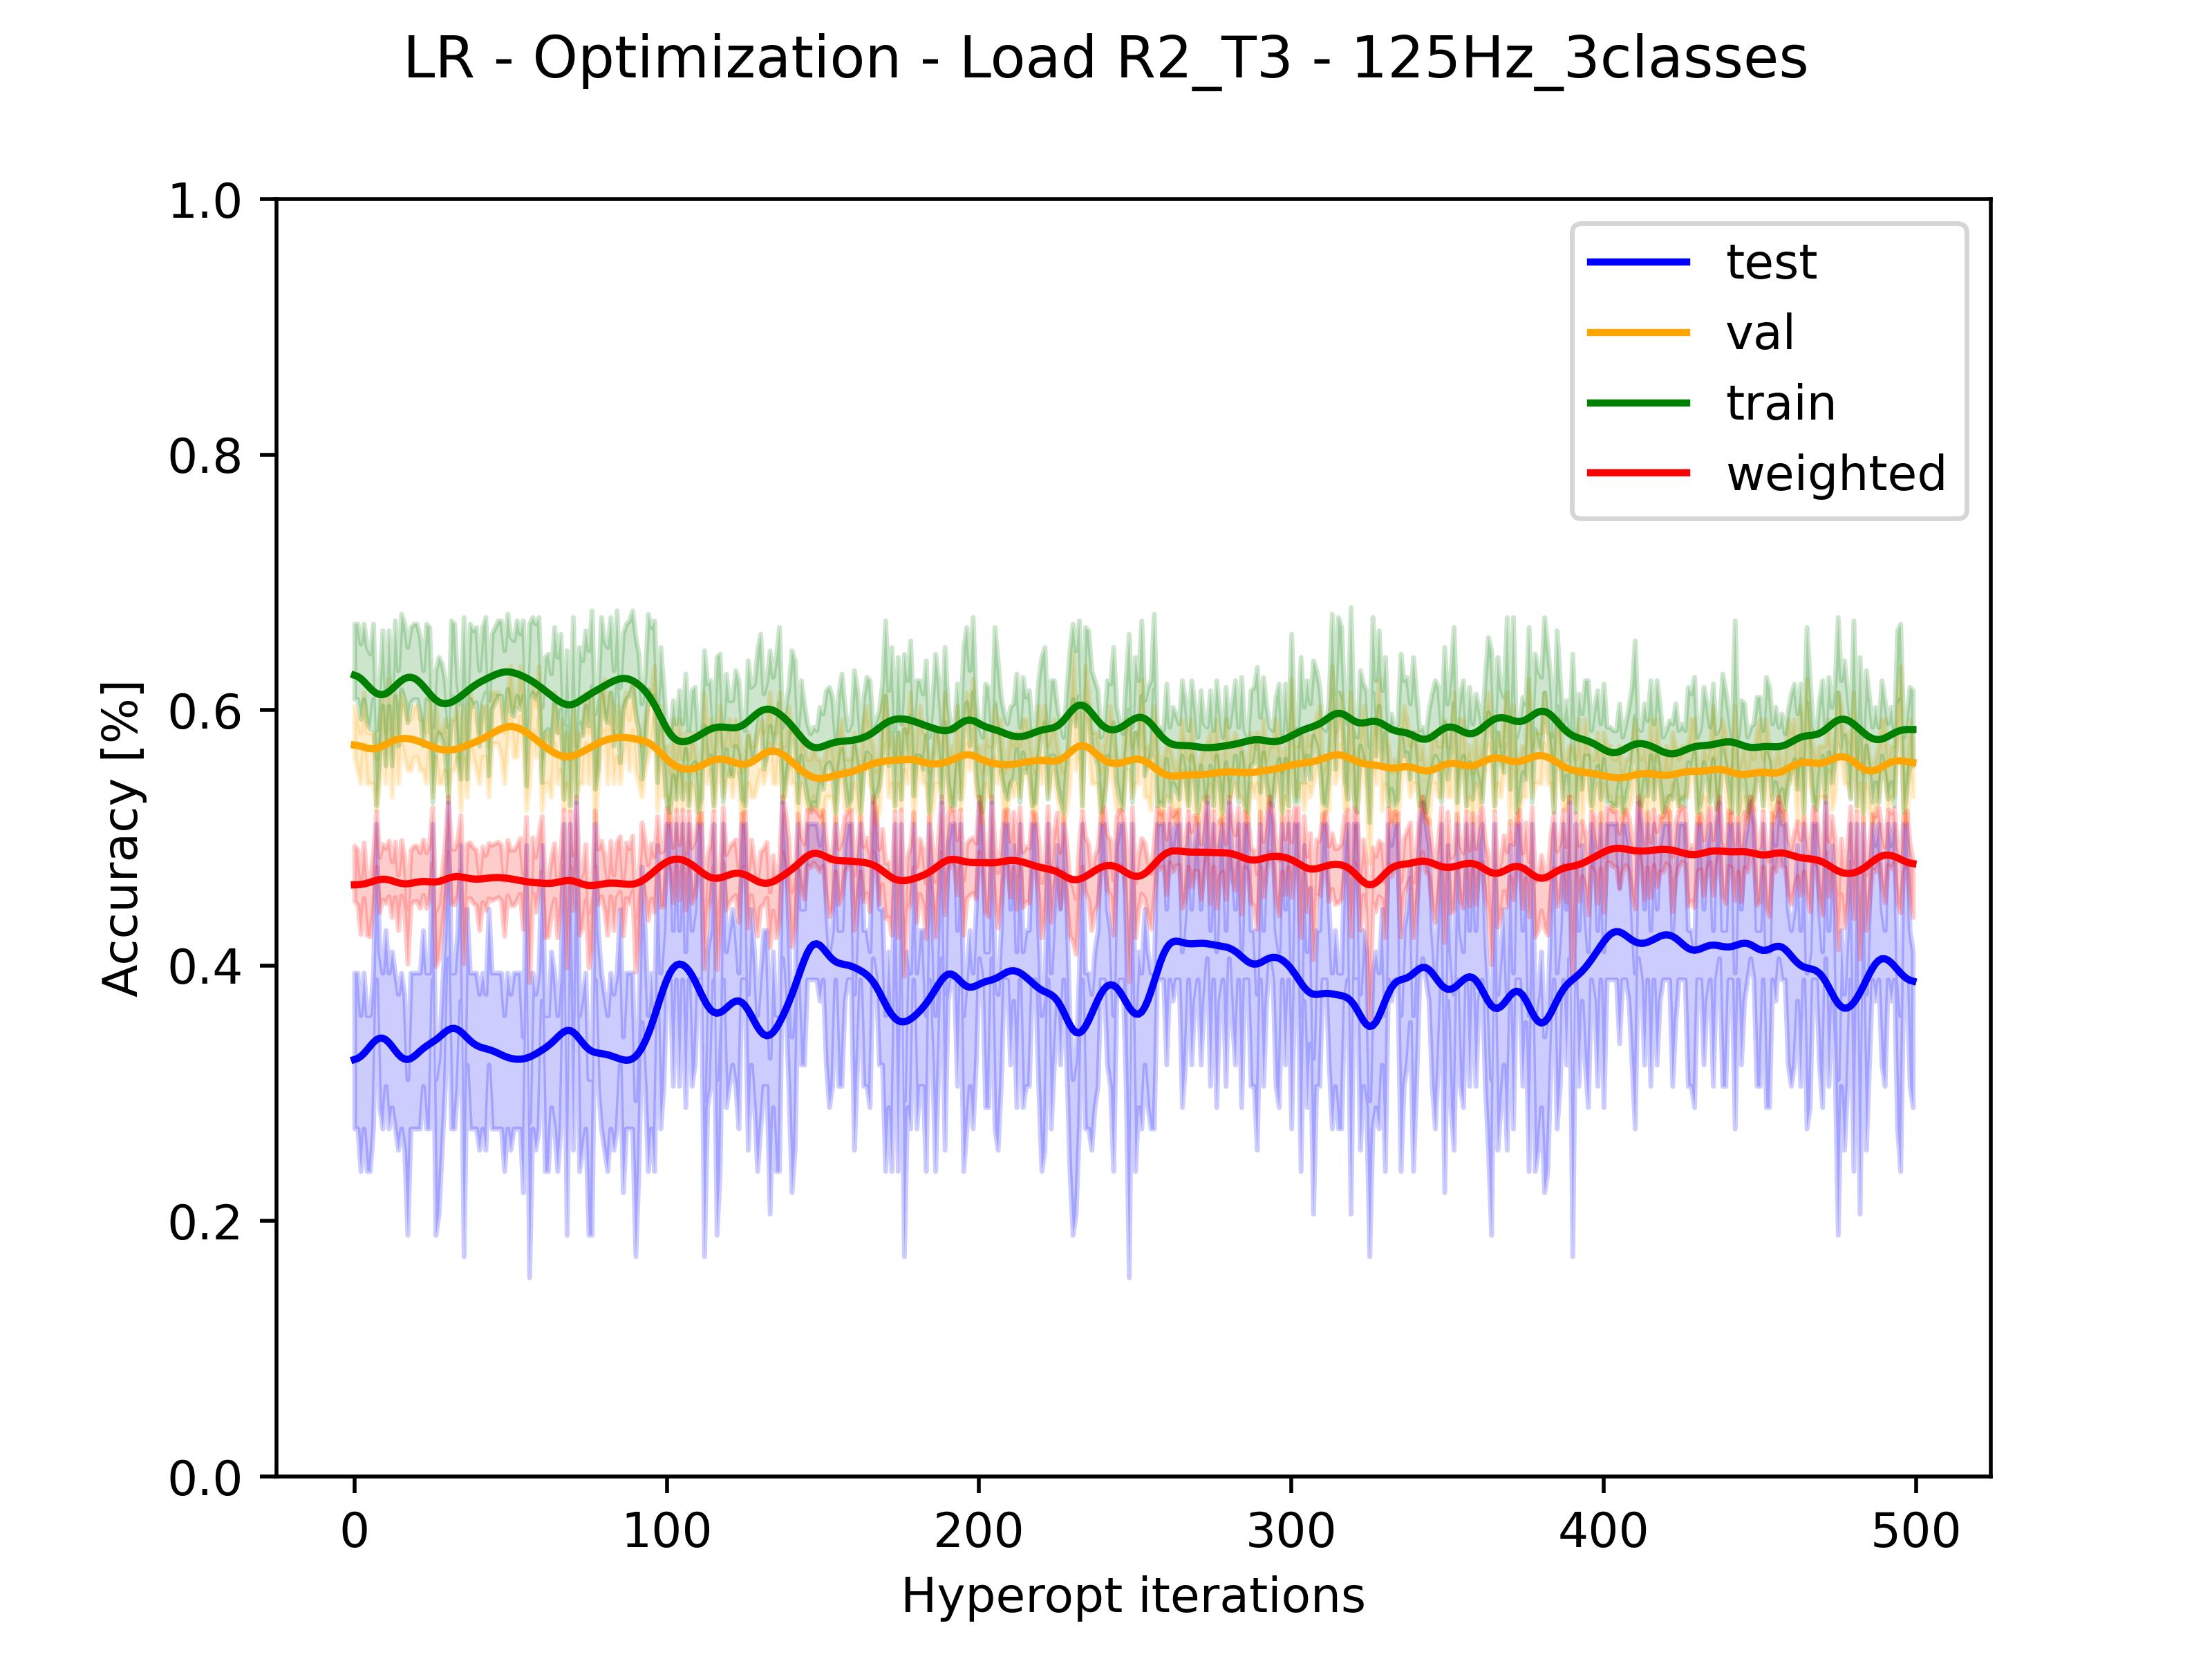 LR - Optimization - Load R2_T3 - 125Hz_3classes
1.0
0.8
0.6
0.4
0.2
0.0
Accuracy [%]
test
val
train
weighted
0 100 200 300 400 500
Hyperopt iterations